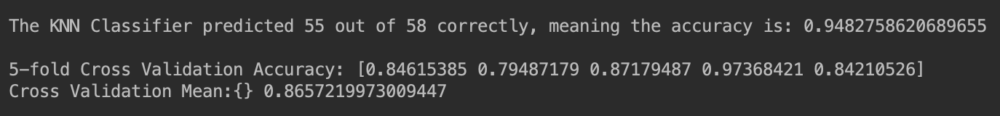 The KNN Classifier predicted 55 out of 58 correctly, meaning the accuracy is: 0.9482758620689655
5-fold Cross Validation Accuracy: [0.84615385 0.79487179 0.87179487 0.97368421 0.84210526]
Cross Validation Mean:{} 0.8657219973009447